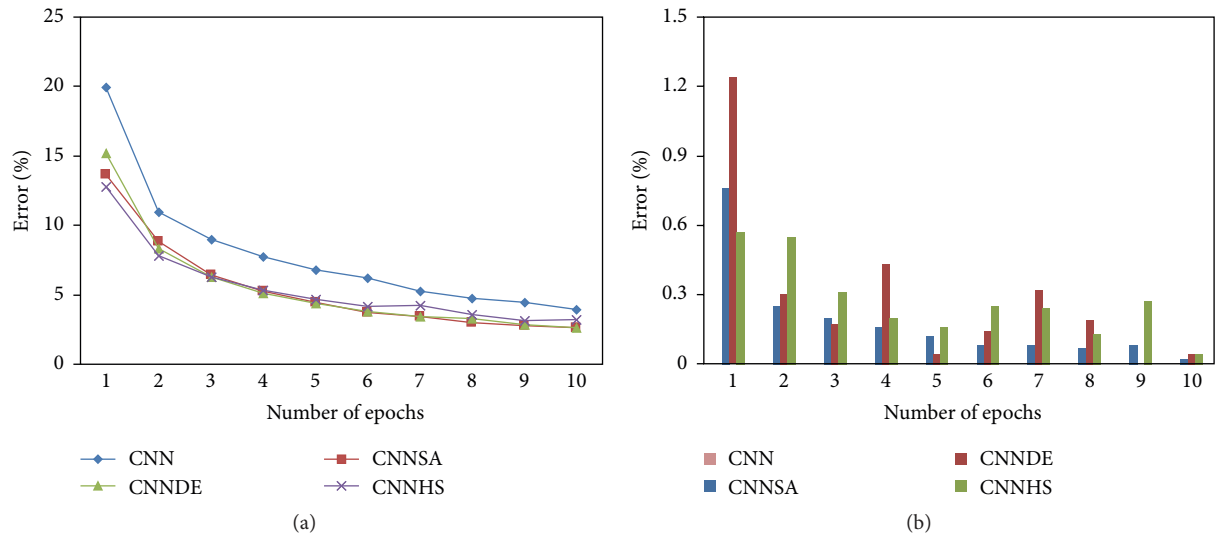 25
20
15
10
5
0
Error (%)
1 2 3 4 5 6 7 8 9 10
Number of epochs
CNN
CNNSA
CNNDE
CNNHS
(a)
1.5
1.2
0.9
0.6
0.3
0
Error (%)
1 2 3 4 5 6 7 8 9 10
Number of epochs
CNN
CNNDE
CNNSA
CNNHS
(b)